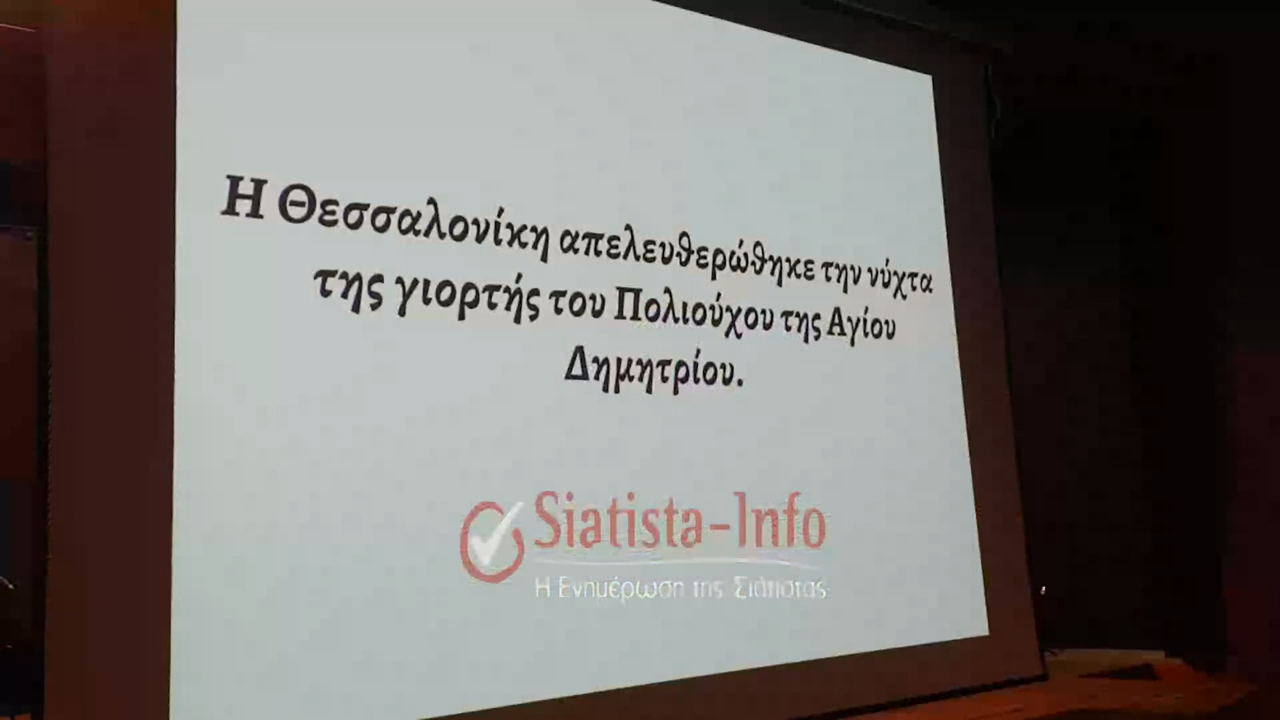 Η Θεσσαλονίκη απελευθερώθηκε την νύχτα
της γιορτής του Πολιούχου της Αγίου
Δημητρίου.
Siatista-Info
Η Ενημέρωση της Σιάτιστας